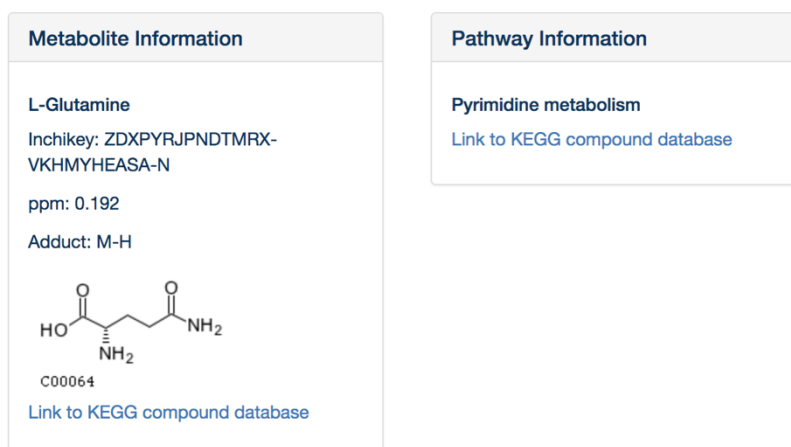 Metabolite Information
L-Glutamine
Inchikey: ZDXPYRJPNDTMRX-
VKHMYHEASA-N
ppm: 0.192
Adduct: M-H
O
O
HO
NH2
NH2
C00064
Link to KEGG compound database
Pathway Information
Pyrimidine metabolism
Link to KEGG compound database